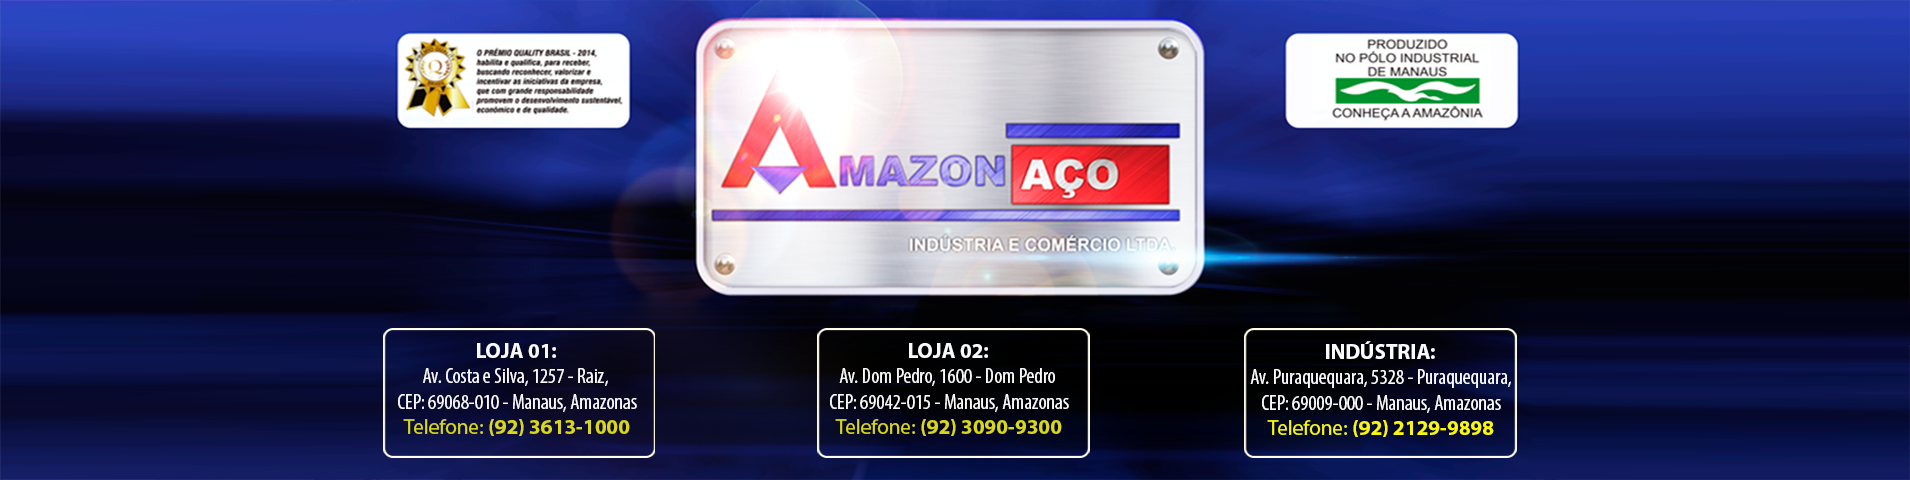 O PRÊMIO QUALITY BRASIL - 2014,
habilita e qualifica, para receber,
buscando reconhecer, valorizar e
incentivar as iniciativas da empresa,
que com grande responsabilidade
promovem o desenvolvimento sustentável,
econômico e de qualidade.
Q
AMAZON AÇO
INDÚSTRIA E COMÉRCIO LTDA.
PRODUZIDO
NO PÓLO INDUSTRIAL
DE MANAUS
CONHEÇA A AMAZÔNIA
LOJA 01:
Av. Costa e Silva, 1257 - Raiz,
CEP: 69068-010 - Manaus, Amazonas
Telefone: (92) 3613-1000
LOJA 02:
Av. Dom Pedro, 1600 - Dom Pedro
CEP: 69042-015 - Manaus, Amazonas
Telefone: (92) 3090-9300
INDÚSTRIA:
Av. Puraquequara, 5328 - Puraquequara,
CEP: 69009-000 - Manaus, Amazonas
Telefone: (92) 2129-9898